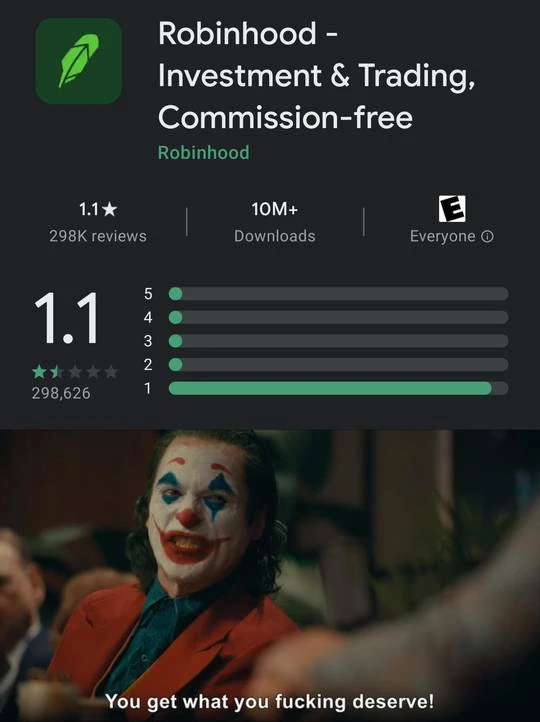 Robinhood -
Investment & Trading,
Commission-free
Robinhood
1.1★
298K reviews
10M+
Downloads
E
Everyone ⓘ
1.1
5
4
3
2
1
298,626
You get what you fucking deserve!